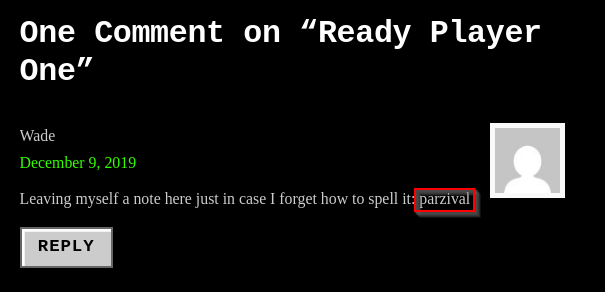 One Comment on “Ready Player
One”
Wade
December 9, 2019
Leaving myself a note here just in case I forget how to spell it: parzival
REPLY